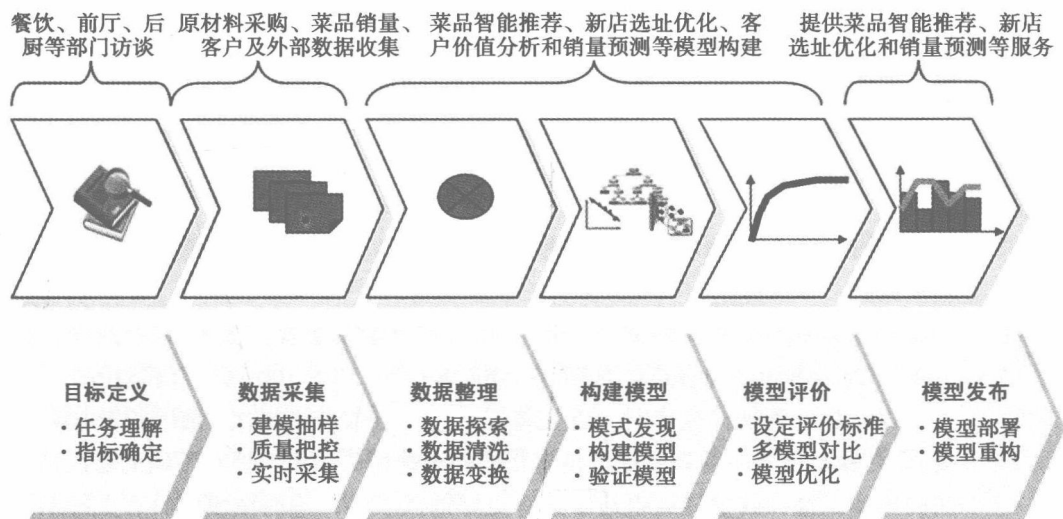 餐饮、前厅、后
厨等部门访谈
原材料采购、菜品销量、
客户及外部数据收集
菜品智能推荐、新店选址优化、客
户价值分析和销量预测等模型构建
提供菜品智能推荐、新店
选址优化和销量预测等服务
目标定义
·任务理解
·指标确定
数据采集
·建模抽样
·质量把控
·实时采集
数据整理
·数据探索
·数据清洗
·数据变换
构建模型
·模式发现
·构建模型
·验证模型
模型评价
·设定评价标准
·多模型对比
·模型优化
模型发布
·模型部署
·模型重构